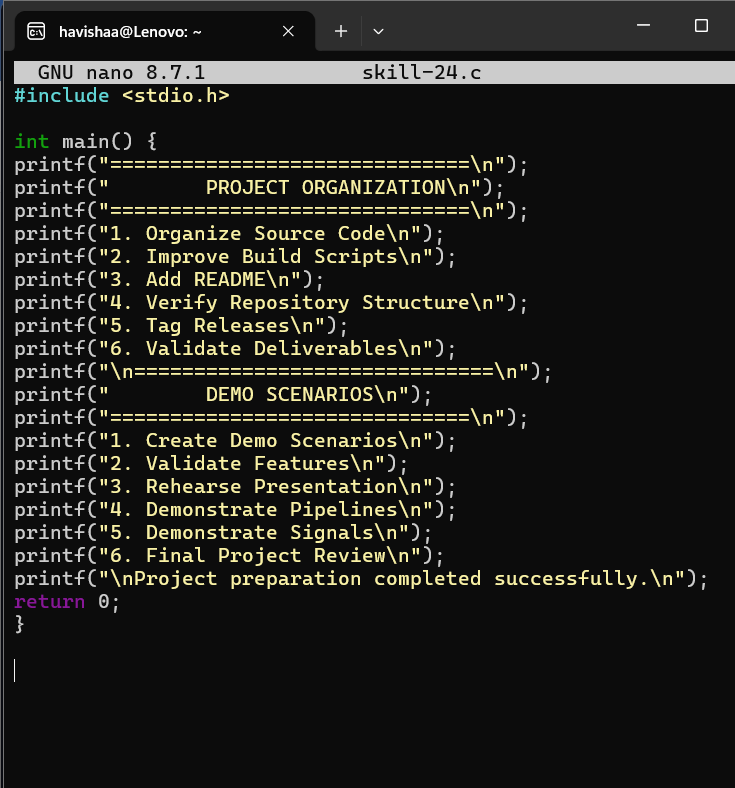 havishaa@Lenovo: ~
GNU nano 8.7.1 skill-24.c
#include <stdio.h>

int main() {
printf("==============================\n");
printf("        PROJECT ORGANIZATION\n");
printf("==============================\n");
printf("1. Organize Source Code\n");
printf("2. Improve Build Scripts\n");
printf("3. Add README\n");
printf("4. Verify Repository Structure\n");
printf("5. Tag Releases\n");
printf("6. Validate Deliverables\n");
printf("\n==============================\n");
printf("        DEMO SCENARIOS\n");
printf("==============================\n");
printf("1. Create Demo Scenarios\n");
printf("2. Validate Features\n");
printf("3. Rehearse Presentation\n");
printf("4. Demonstrate Pipelines\n");
printf("5. Demonstrate Signals\n");
printf("6. Final Project Review\n");
printf("\nProject preparation completed successfully.\n");
return 0;
}